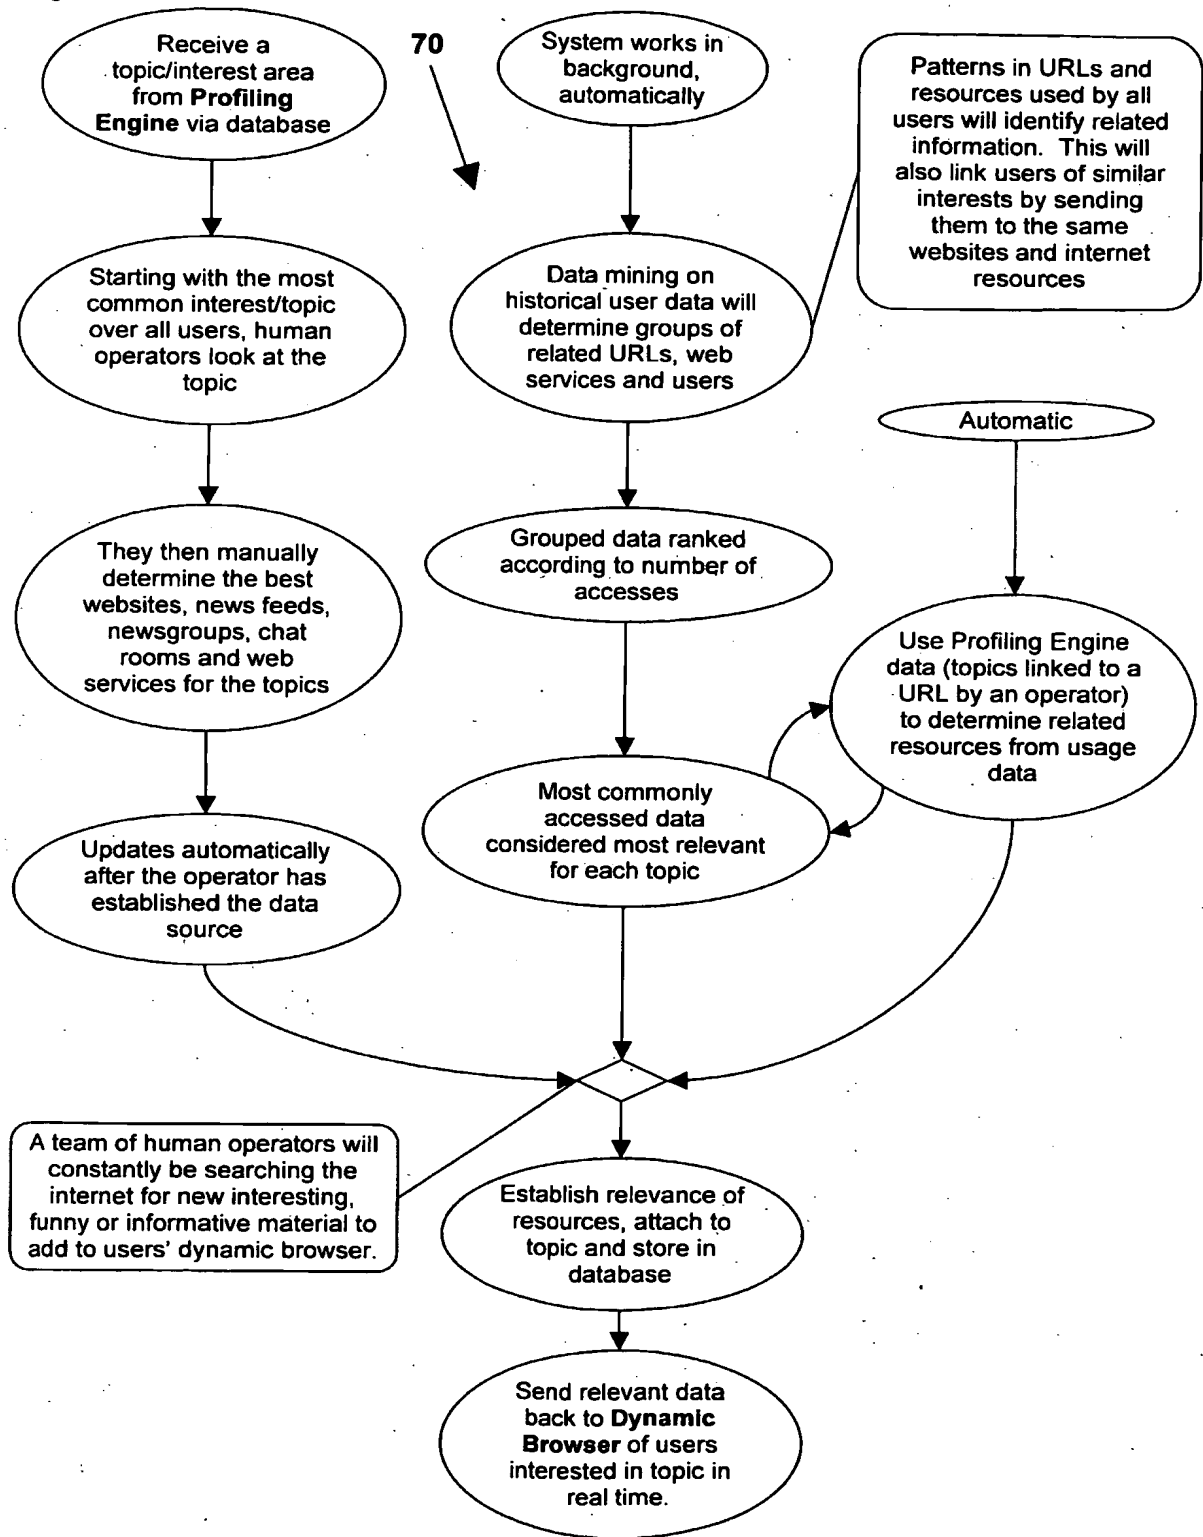 Receive a
topic/interest area
from Profiling
Engine via database
70
System works in
background,
automatically
Patterns in URLs and
resources used by all
users will identify related
information. This will
also link users of similar
interests by sending
them to the same
websites and internet
resources
Starting with the most
common interest/topic
over all users, human
operators look at the
topic
Data mining on
historical user data will
determine groups of
related URLs, web
services and users
Automatic
They then manually
determine the best
websites, news feeds,
newsgroups, chat
rooms and web
services for the topics
Grouped data ranked
according to number of
accesses
Use Profiling Engine
data (topics linked to a
URL by an operator)
to determine related
resources from usage
data
Most commonly
accessed data
considered most relevant
for each topic
Updates automatically
after the operator has
established the data
source
A team of human operators will
constantly be searching the
internet for new interesting,
funny or informative material to
add to users' dynamic browser.
Establish relevance of
resources, attach to
topic and store in
database
Send relevant data
back to Dynamic
Browser of users
interested in topic in
real time.